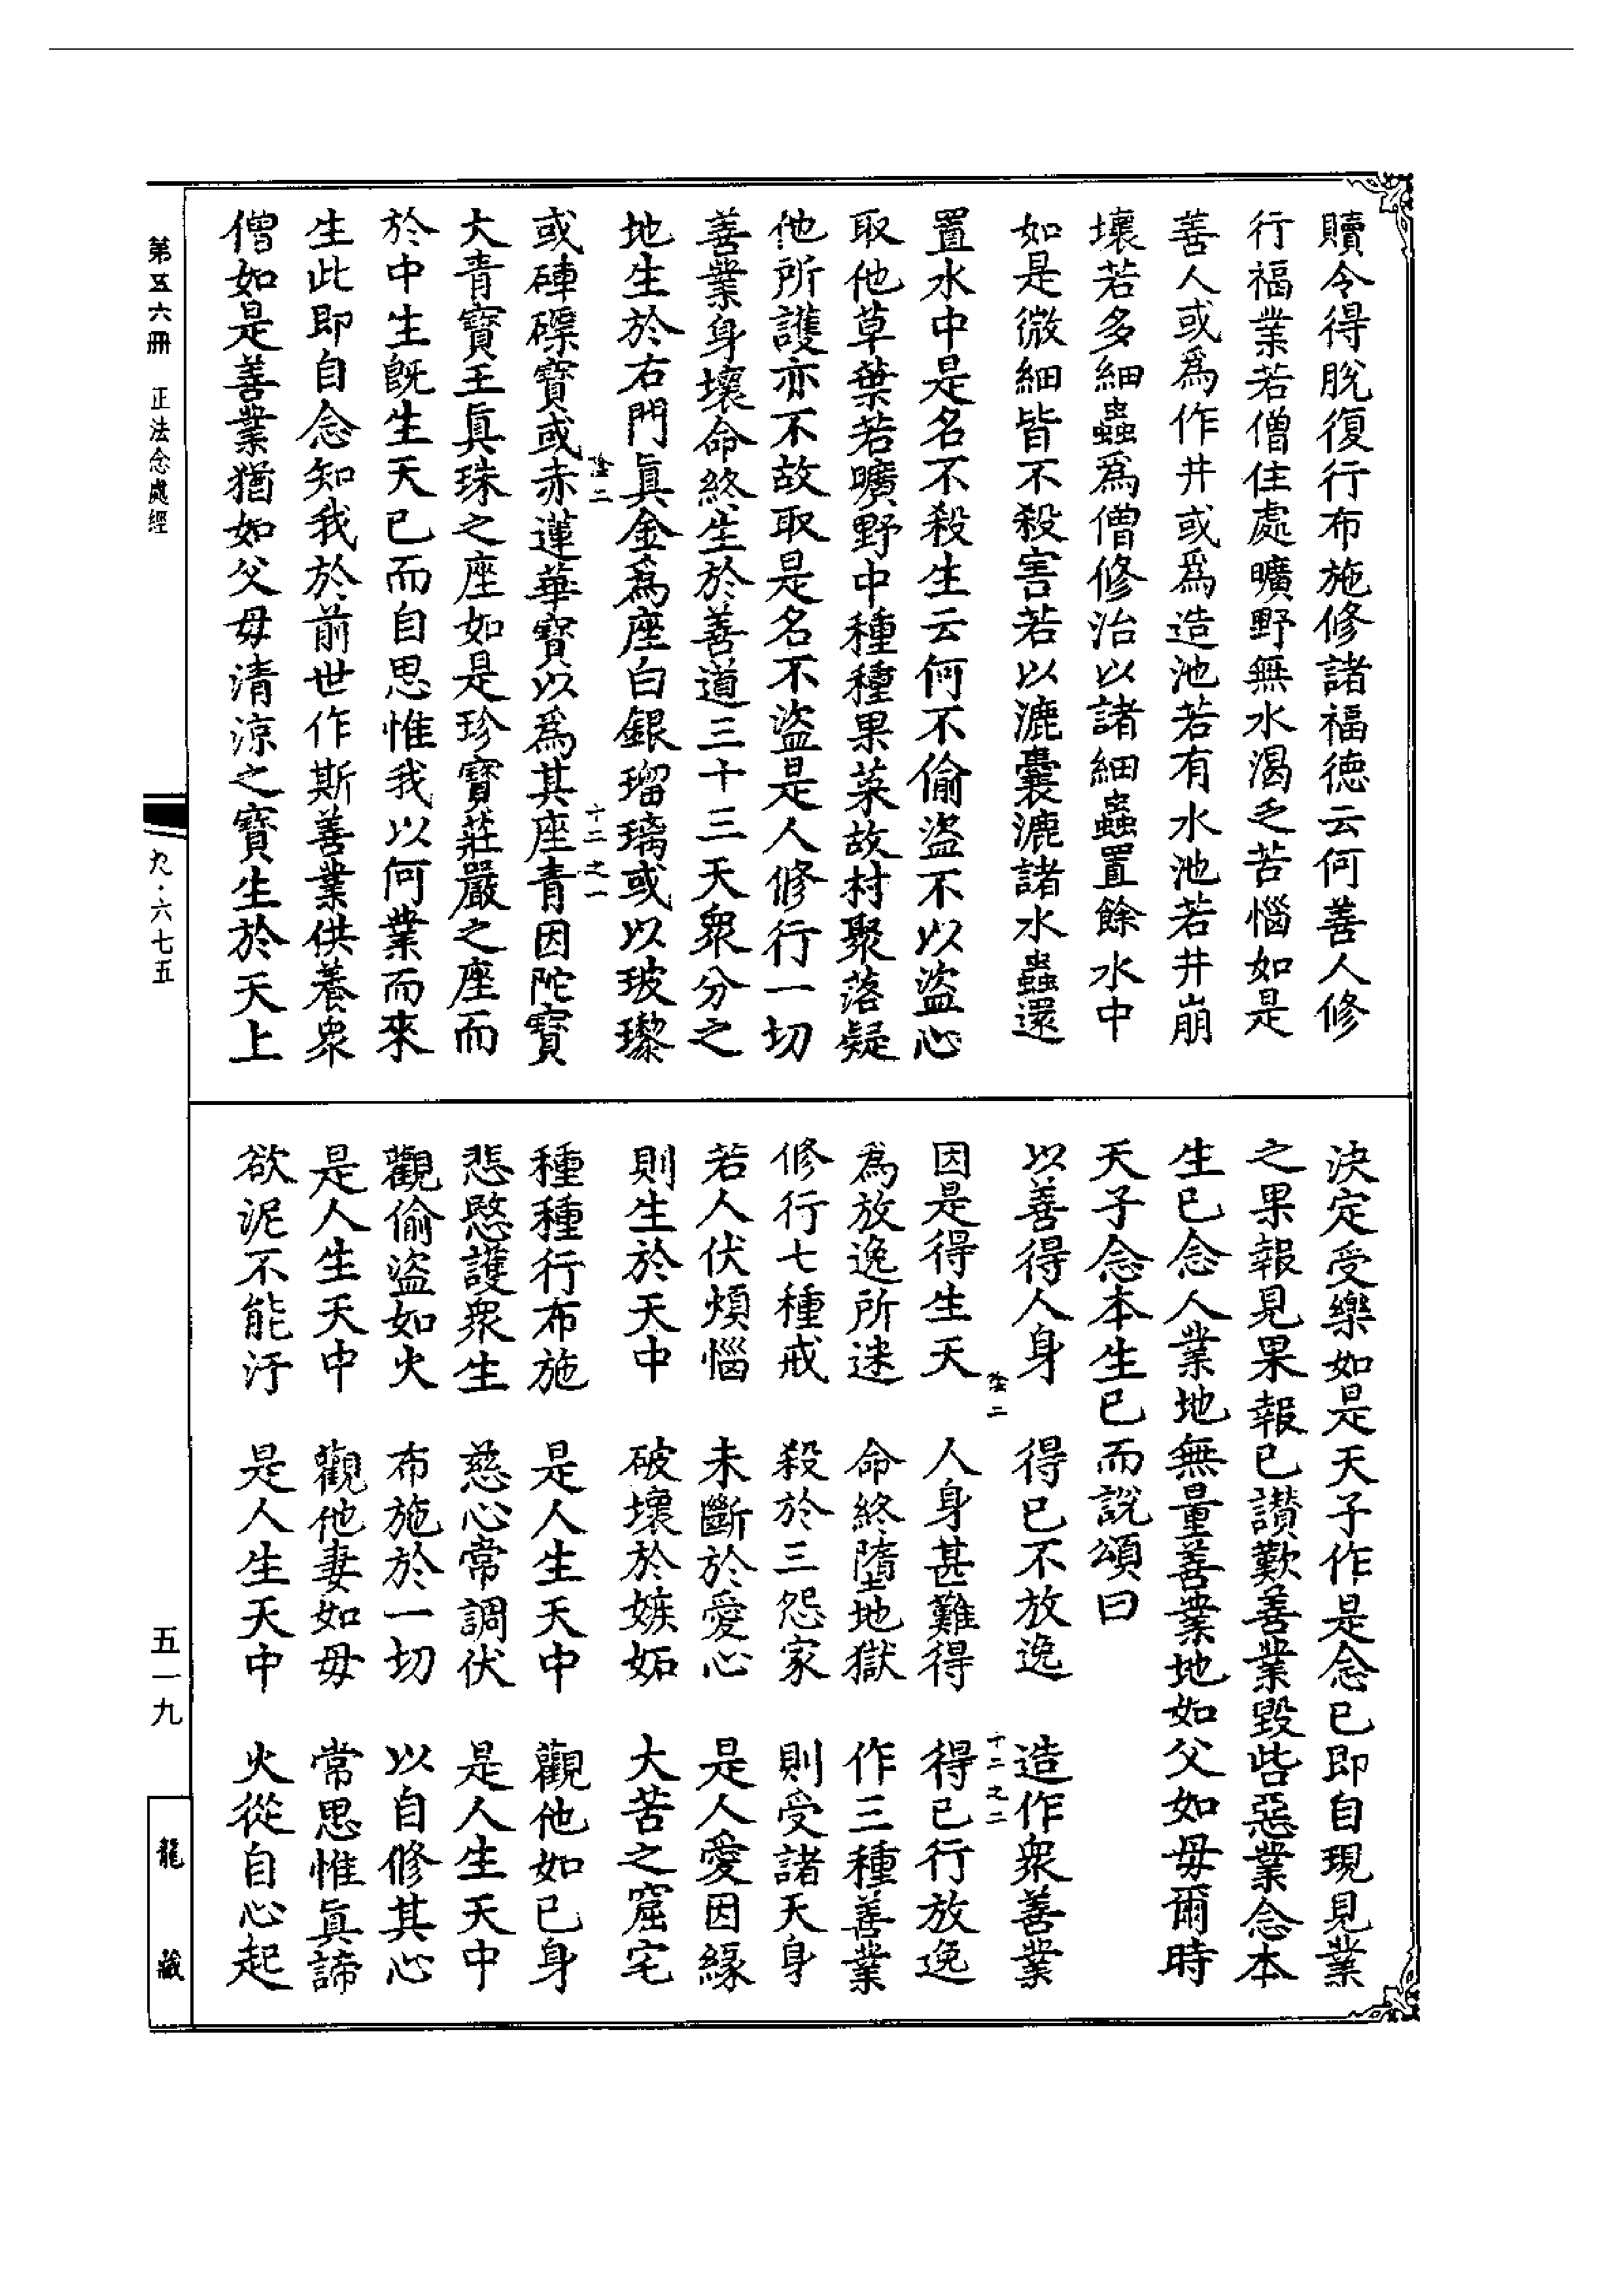 贖令得脫復行布施修諸福德云何善人修
行福業若僧住處曠野無水渴乏苦惱如是
善人或爲作井或爲造池若有水池若井崩
壞若多細蟲爲僧修治以諸細蟲置餘水中
如是微細皆不殺害若以漉囊漉諸水蟲還
置水中是名不殺生云何不偷盜不以盜心
取他草葉若曠野中種種果菜故村聚落疑
他所護亦不故取是名不盜是人修行一切
善業身壞命終生於善道三十三天衆分之
地生於右門眞金爲座白銀瑠璃或以玻瓈
陰二
十二之一
或硨磲寶或赤蓮華寶以爲其座青因陀寶
大青寶王眞珠之座如是珍寶莊嚴之座而
於中生旣生天已而自思惟我以何業而來
生此即自念知我於前世作斯善業供養衆
僧如是善業猶如父母清涼之寶生於天上
決定受樂如是天子作是念已即自現見業
之果報見果報已讃歎善業毀呰惡業念本
生已念人業地無量善業地如父如母爾時
天子念本生已而說頌曰
以善得人身　得已不放逸　造作衆善業
陰二
十二之二
因是得生天　人身甚難得　得已行放逸
為放逸所迷　命終墮地獄　作三種善業
修行七種戒　殺於三怨家　則受諸天身
若人伏煩惱　未斷於愛心　是人愛因緣
則生於天中　破壞於嫉妬　大苦之窟宅
種種行布施　是人生天中　觀他如己身
悲愍護衆生　慈心常調伏　是人生天中
觀偷盜如火　布施於一切　以自修其心
是人生天中　觀他妻如母　常思惟眞諦
欲泥不能汙　是人生天中　火從自心起
第五六冊　正法念處經
九·六七五
五一九
龍藏